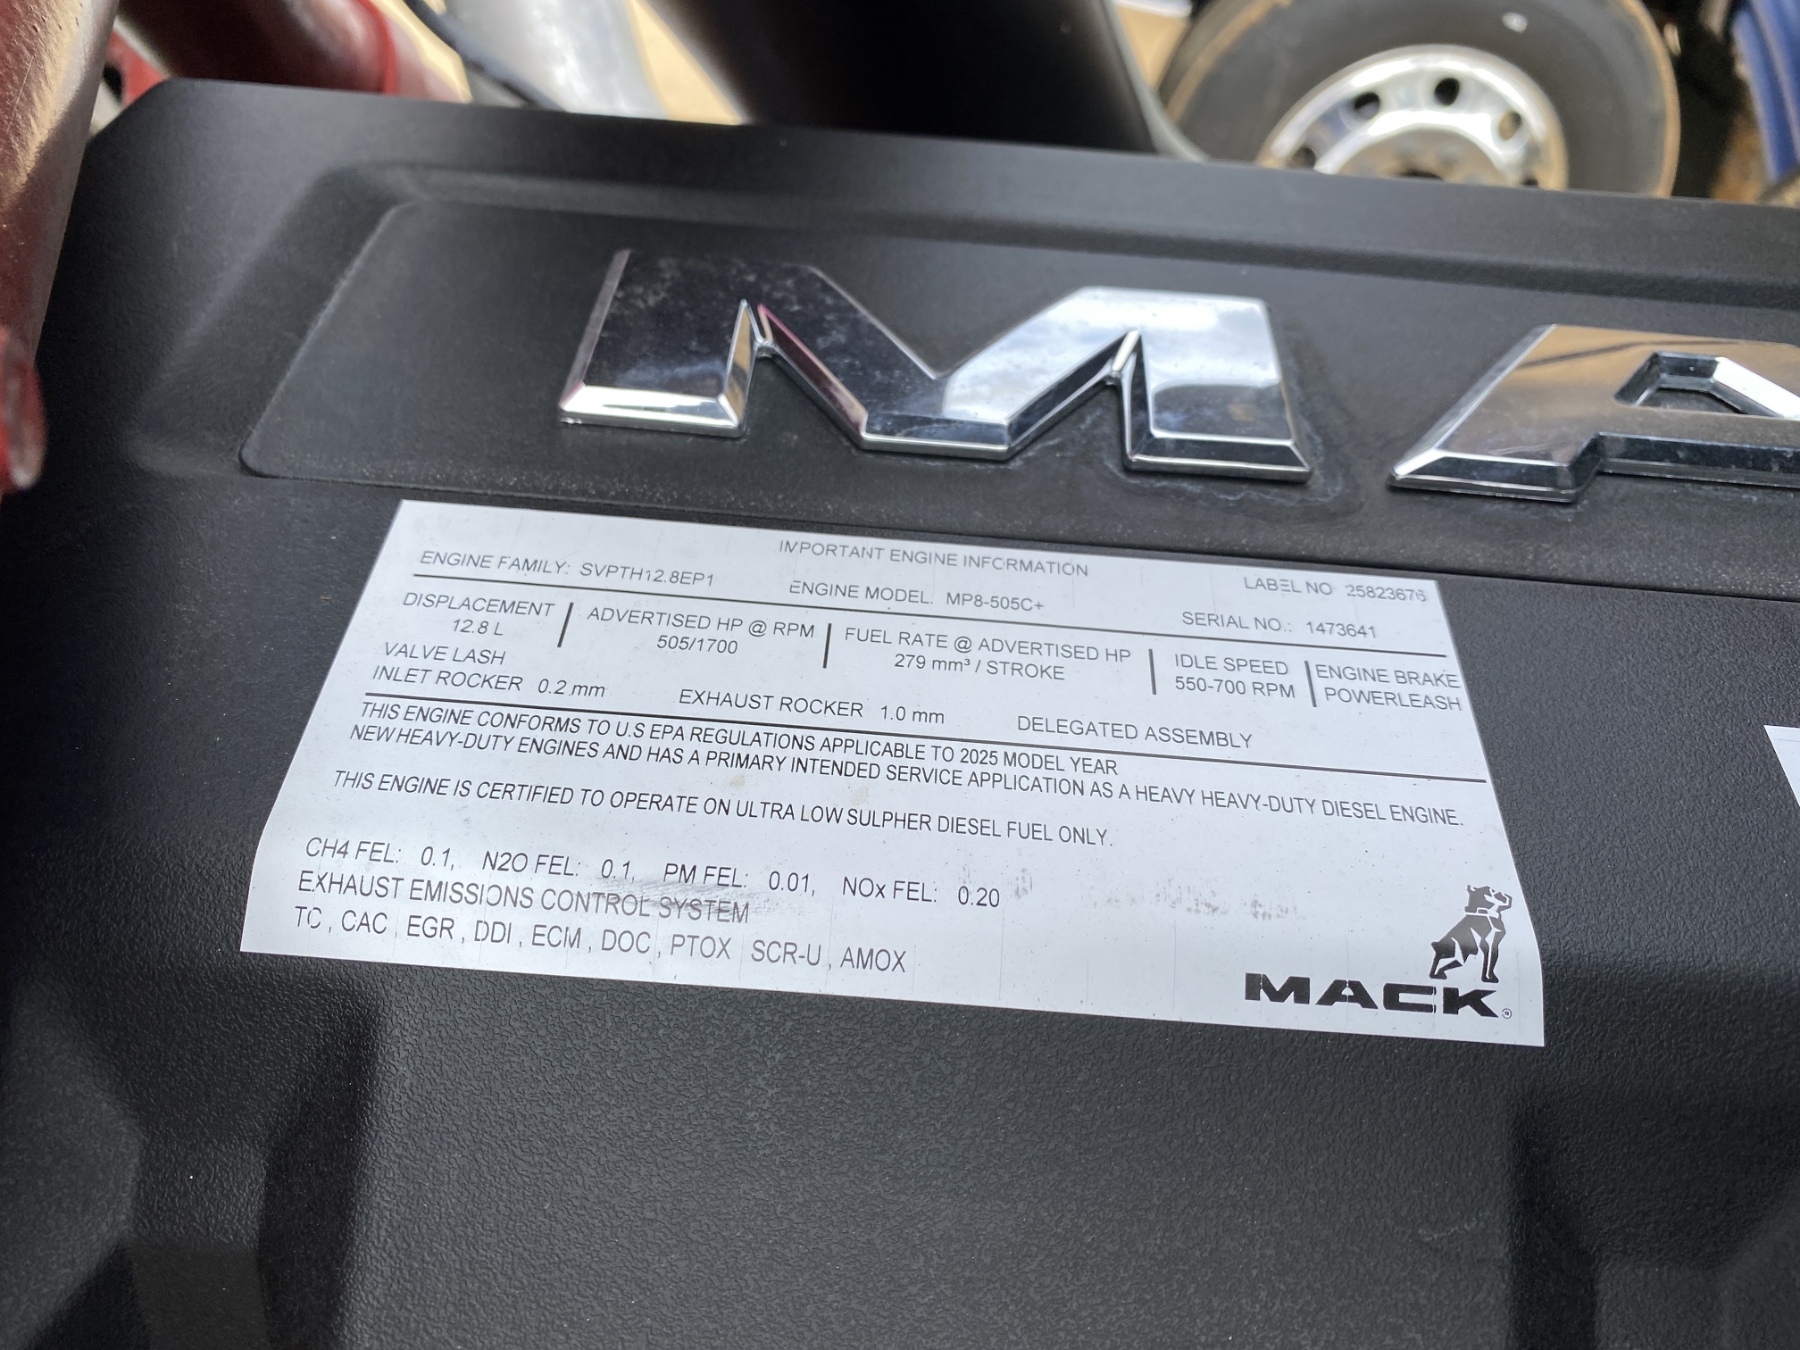 MA
IMPORTANT ENGINE INFORMATION
ENGINE FAMILY: SVPTH12.8EP1 ENGINE MODEL. MP8-505C+ LABEL NO 25823676
SERIAL NO.: 1473641
DISPLACEMENT ADVERTISED HP @ RPM FUEL RATE @ ADVERTISED HP IDLE SPEED ENGINE BRAKE
12.8 L 505/1700 279 mm³ / STROKE 550-700 RPM POWERLEASH
VALVE LASH
INLET ROCKER 0.2 mm EXHAUST ROCKER 1.0 mm DELEGATED ASSEMBLY
THIS ENGINE CONFORMS TO U.S EPA REGULATIONS APPLICABLE TO 2025 MODEL YEAR
NEW HEAVY-DUTY ENGINES AND HAS A PRIMARY INTENDED SERVICE APPLICATION AS A HEAVY HEAVY-DUTY DIESEL ENGINE.
THIS ENGINE IS CERTIFIED TO OPERATE ON ULTRA LOW SULPHER DIESEL FUEL ONLY.
CH4 FEL: 0.1, N2O FEL: 0.1, PM FEL: 0.01, NOx FEL: 0.20
EXHAUST EMISSIONS CONTROL SYSTEM
TC, CAC, EGR, DDI, ECM, DOC, PTOX SCR-U, AMOX
MACK®